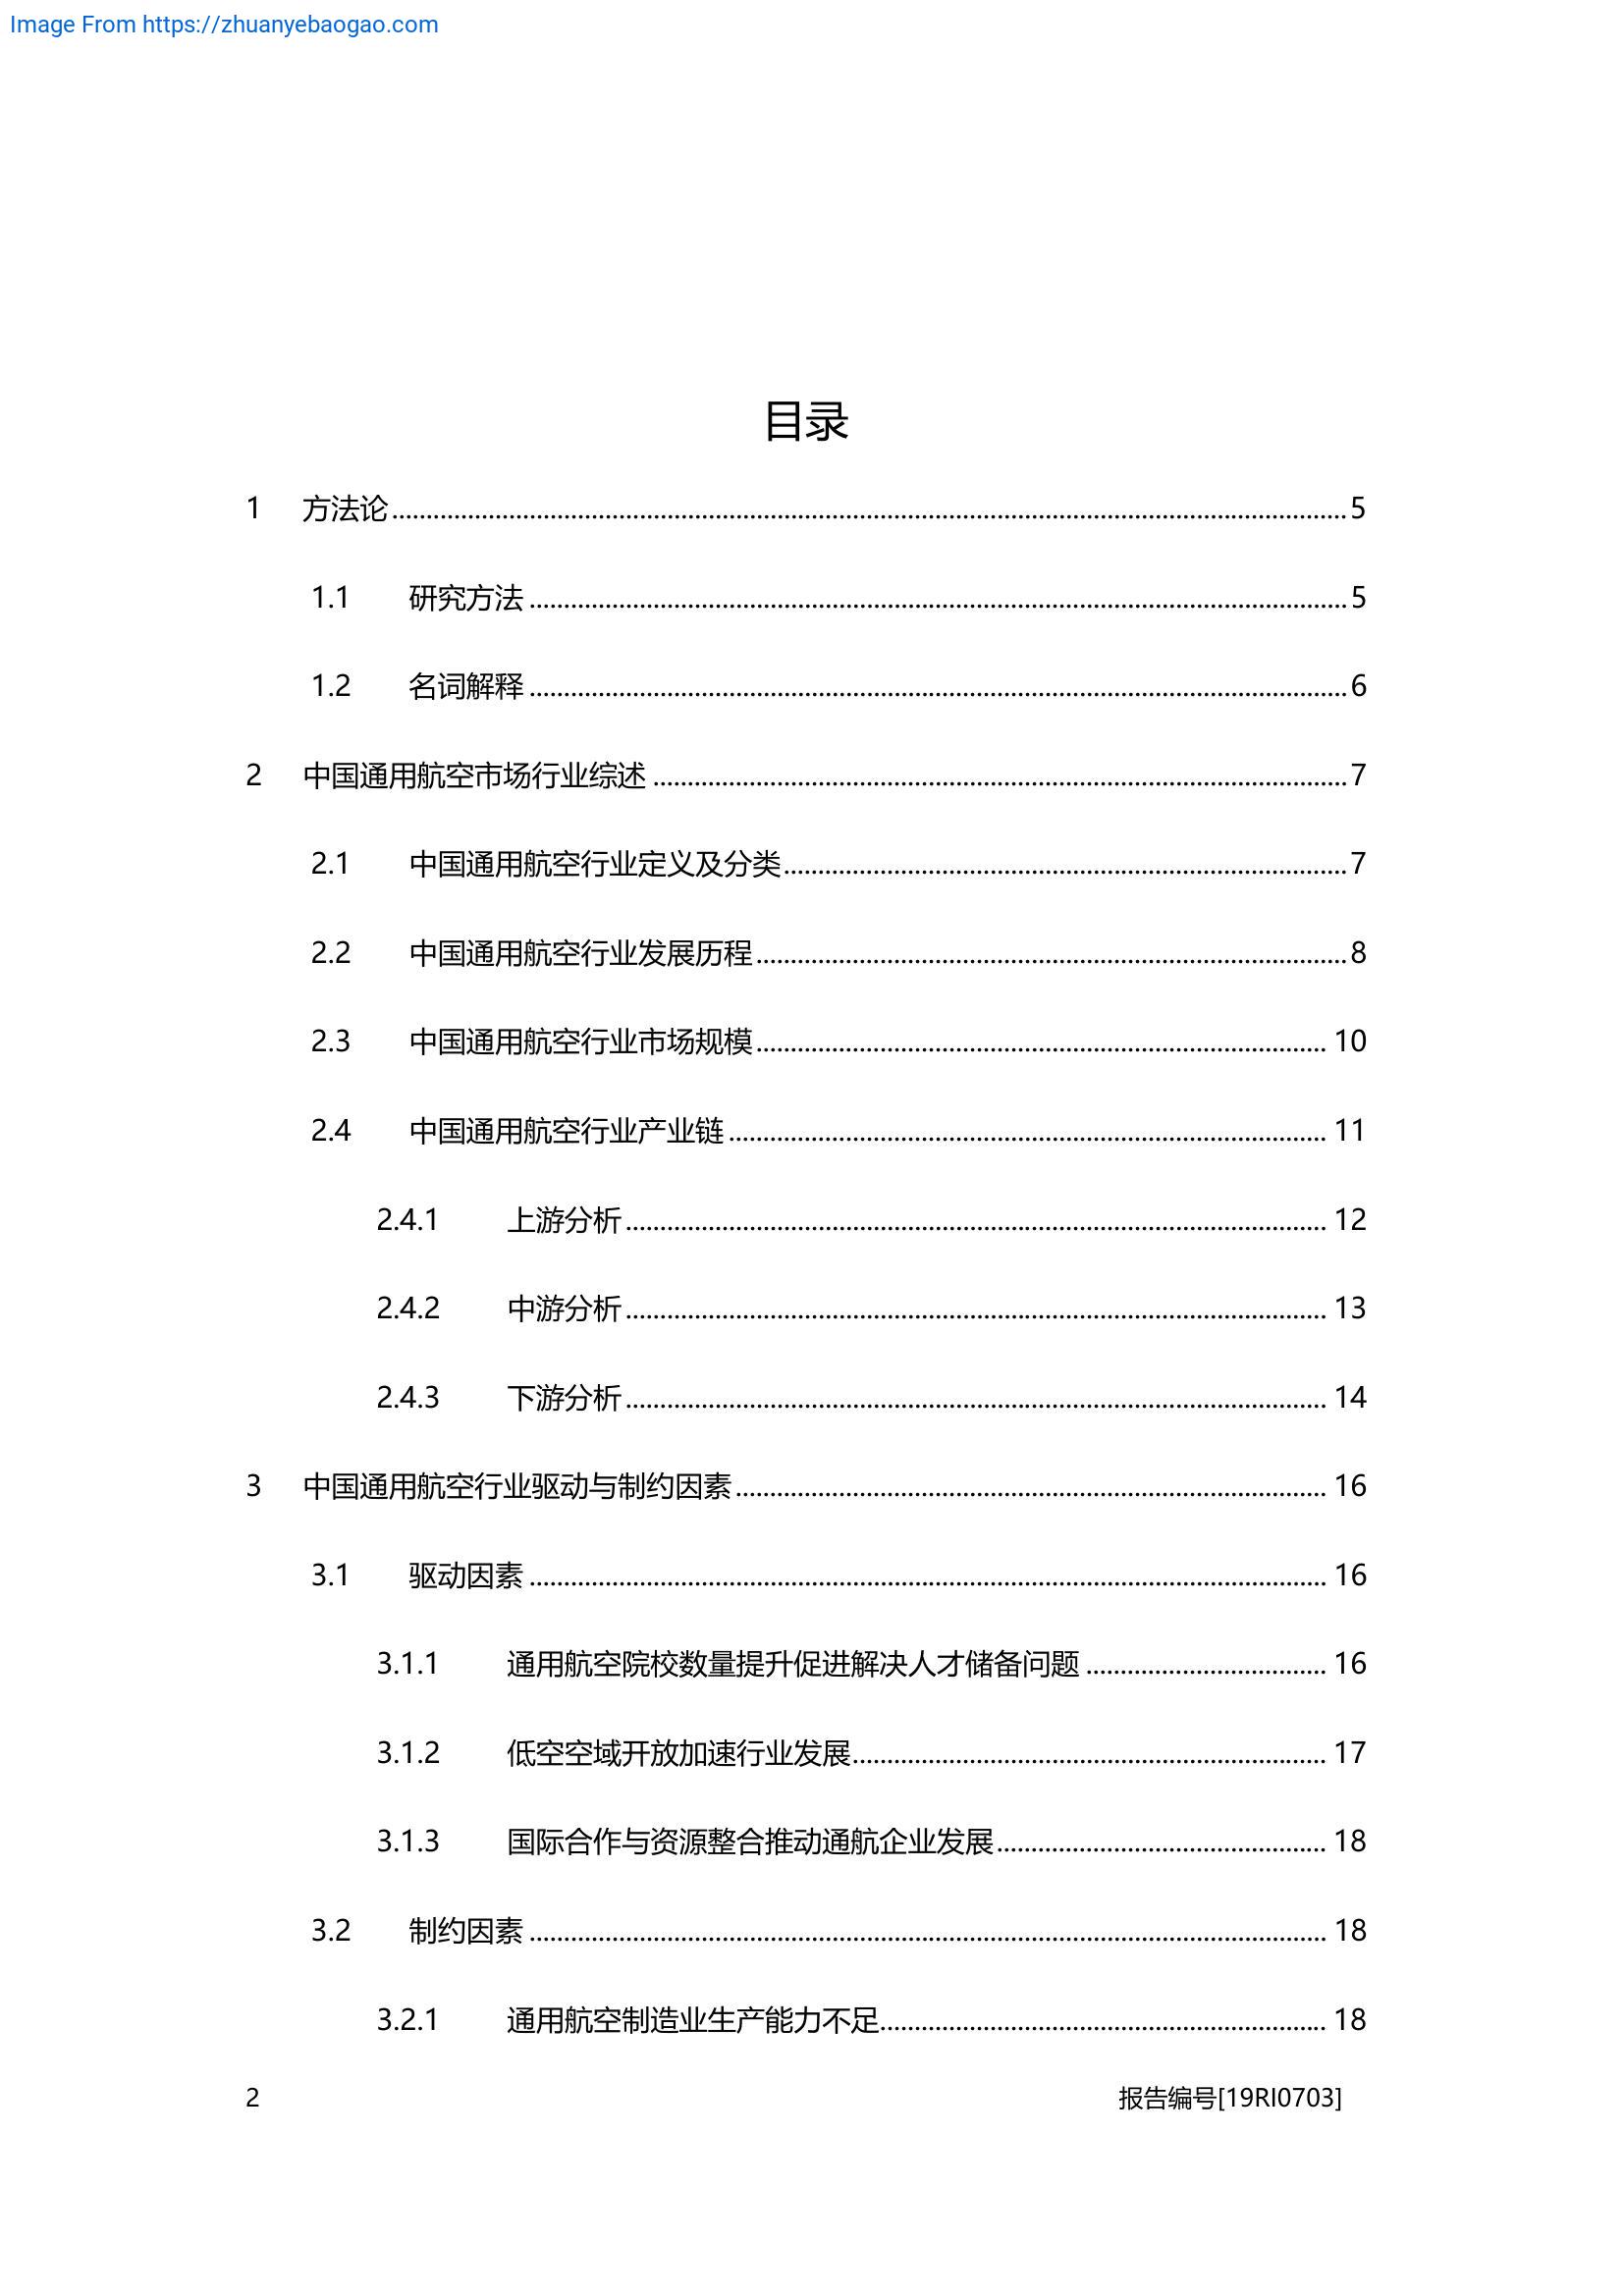 Image From https://zhuanyebaogao.com
目录
1 方法论 5
1.1 研究方法 5
1.2 名词解释 6
2 中国通用航空市场行业综述 7
2.1 中国通用航空行业定义及分类 7
2.2 中国通用航空行业发展历程 8
2.3 中国通用航空行业市场规模 10
2.4 中国通用航空行业产业链 11
2.4.1 上游分析 12
2.4.2 中游分析 13
2.4.3 下游分析 14
3 中国通用航空行业驱动与制约因素 16
3.1 驱动因素 16
3.1.1 通用航空院校数量提升促进解决人才储备问题 16
3.1.2 低空空域开放加速行业发展 17
3.1.3 国际合作与资源整合推动通航企业发展 18
3.2 制约因素 18
3.2.1 通用航空制造业生产能力不足 18
2 报告编号[19RI0703]